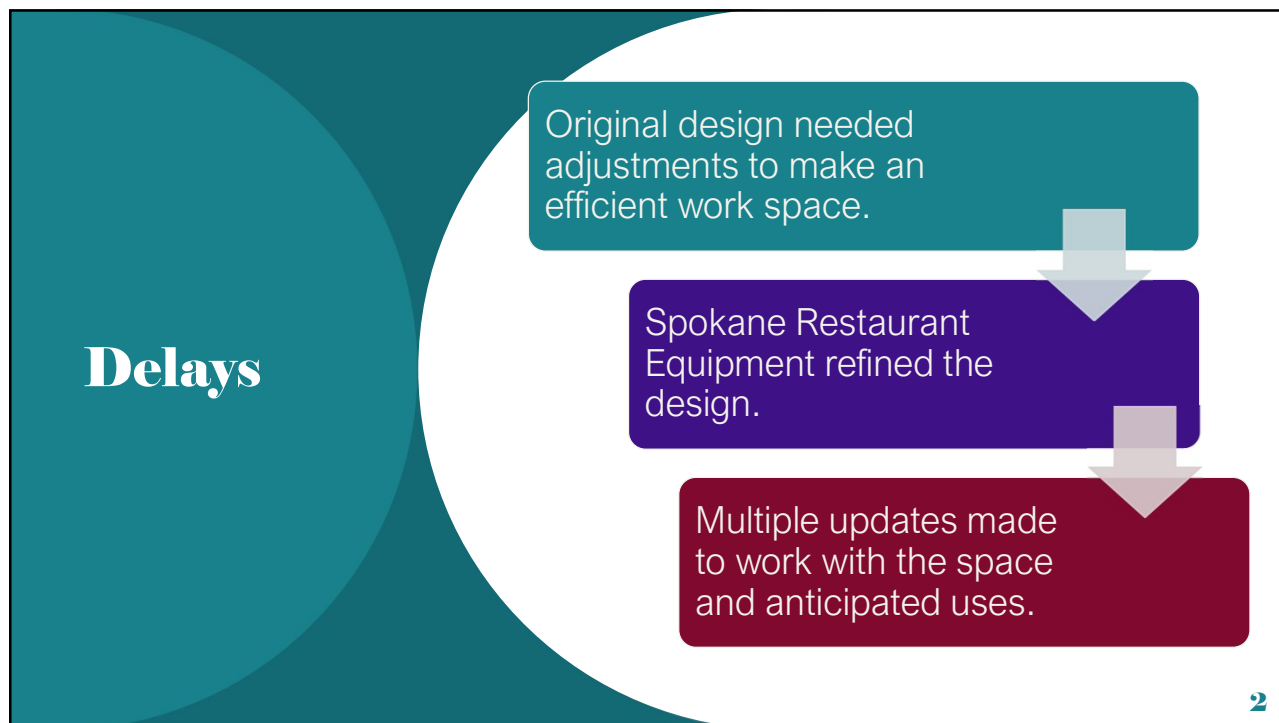 Delays
Original design needed
adjustments to make an
efficient work space.
Spokane Restaurant
Equipment refined the
design.
Multiple updates made
to work with the space
and anticipated uses.
2